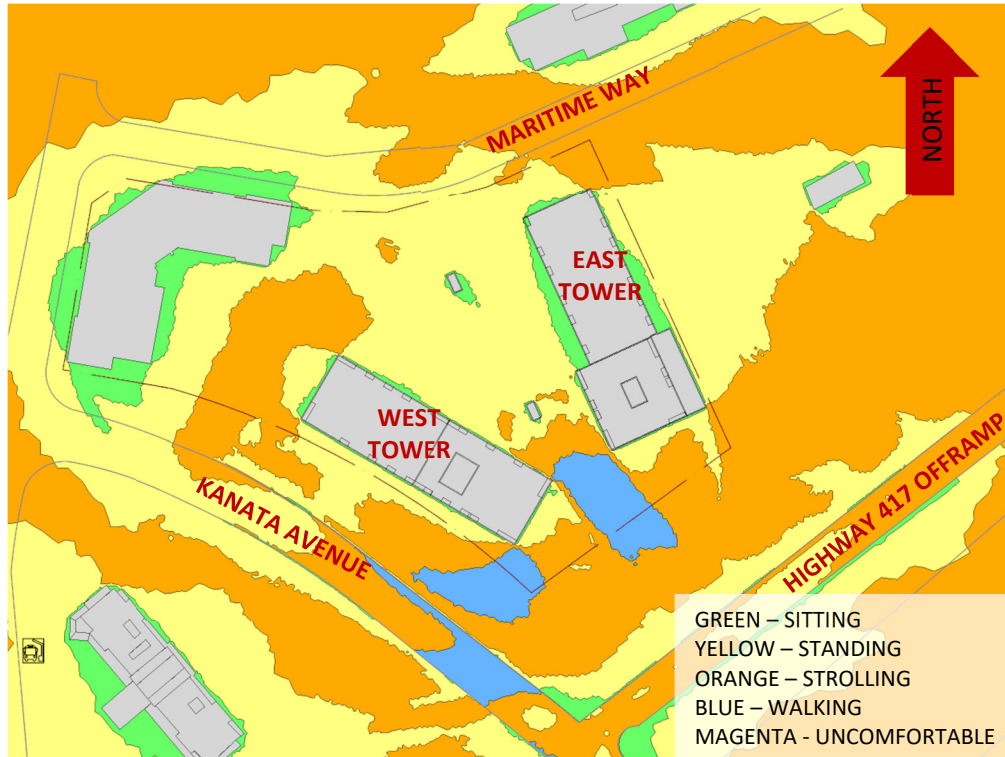 MARITIME WAY
NORTH
EAST
TOWER
WEST
TOWER
KANATA AVENUE
HIGHWAY 417 OFFRAMP
GREEN – SITTING
YELLOW – STANDING
ORANGE – STROLLING
BLUE – WALKING
MAGENTA - UNCOMFORTABLE